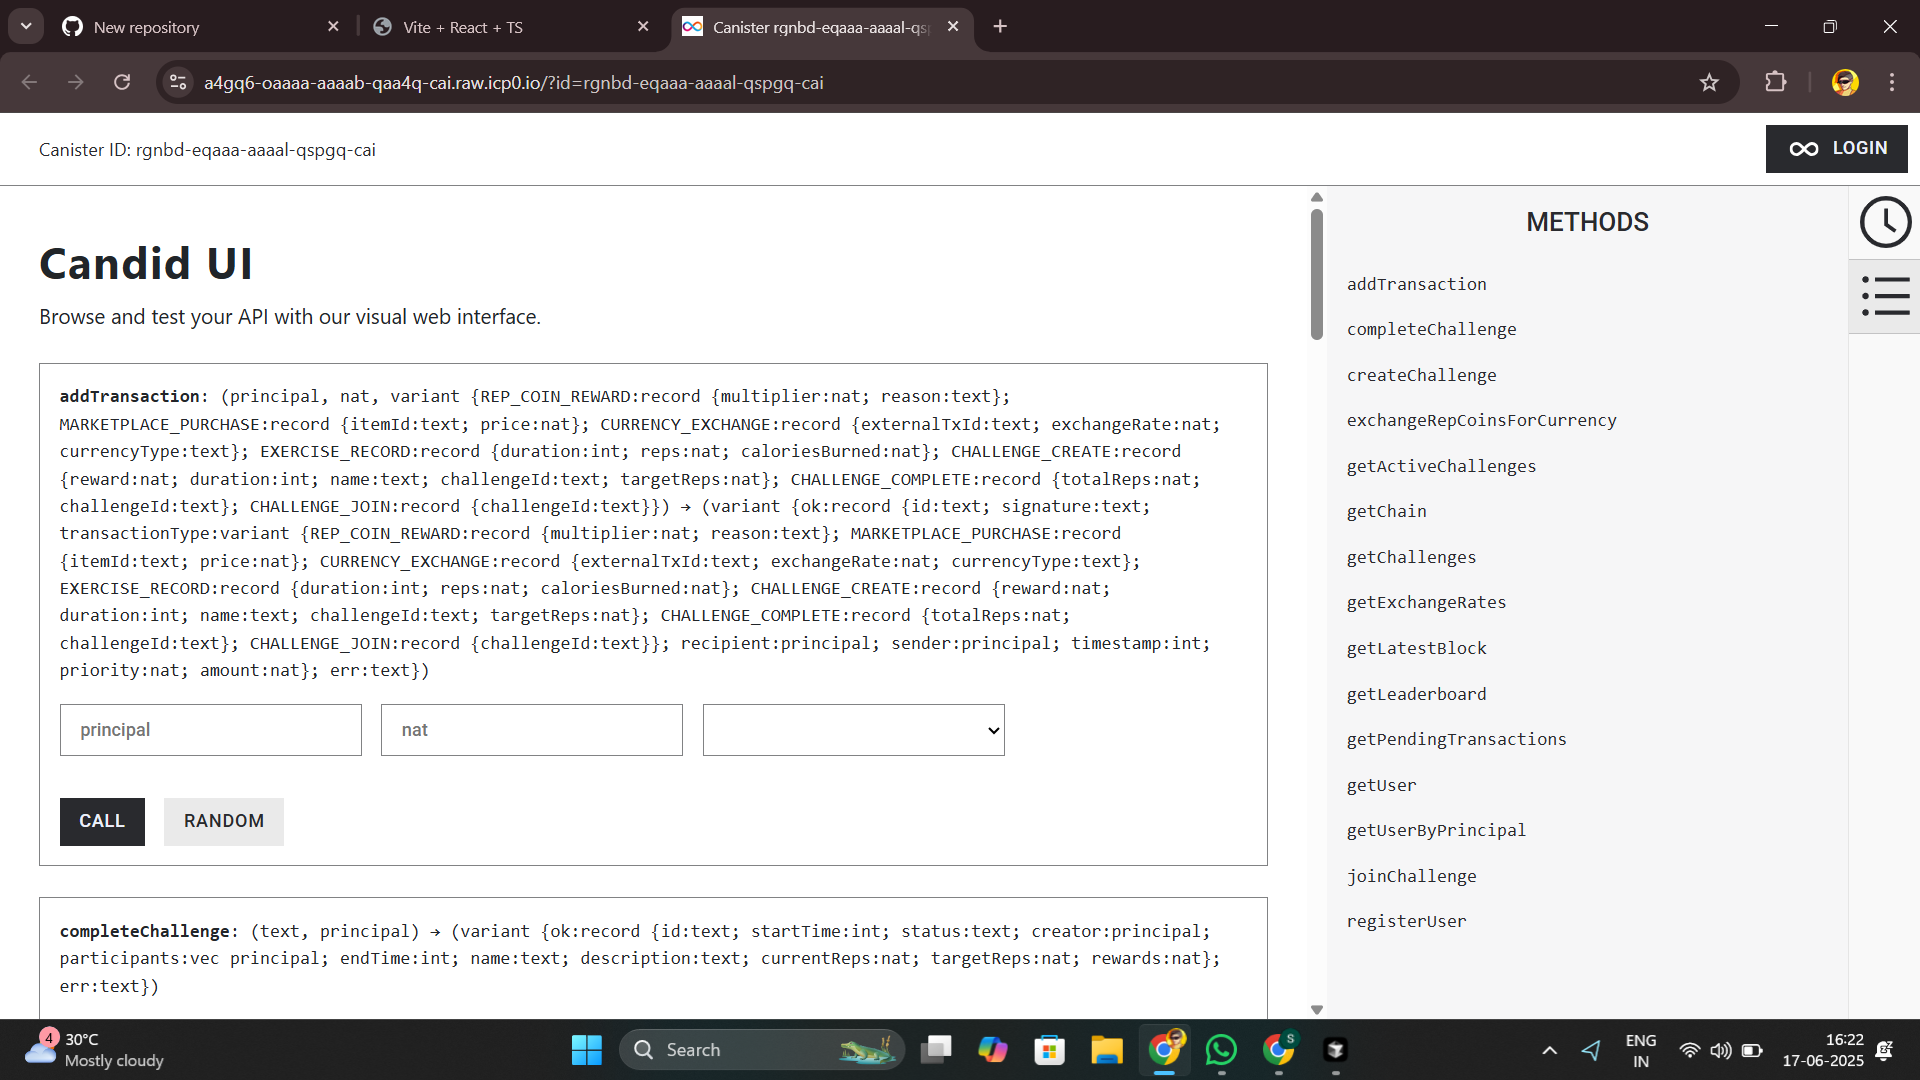 New repository
Vite + React + TS
Canister rgnbd-eqaaa-aaaal-qsp
a4gq6-oaaaa-aaaab-qaa4q-cai.raw.icp0.io/?id=rgnbd-eqaaa-aaaal-qspgq-cai
Canister ID: rgnbd-eqaaa-aaaal-qspgq-cai
LOGIN
Candid UI
Browse and test your API with our visual web interface.
addTransaction: (principal, nat, variant {REP_COIN_REWARD:record {multiplier:nat; reason:text};
MARKETPLACE_PURCHASE:record {itemId:text; price:nat}; CURRENCY_EXCHANGE:record {externalTxId:text; exchangeRate:nat;
currencyType:text}; EXERCISE_RECORD:record {duration:int; reps:nat; caloriesBurned:nat}; CHALLENGE_CREATE:record
{reward:nat; duration:int; name:text; challengeId:text; targetReps:nat}; CHALLENGE_COMPLETE:record {totalReps:nat;
challengeId:text}; CHALLENGE_JOIN:record {challengeId:text}}) → (variant {ok:record {id:text; signature:text;
transactionType:variant {REP_COIN_REWARD:record {multiplier:nat; reason:text}; MARKETPLACE_PURCHASE:record
{itemId:text; price:nat}; CURRENCY_EXCHANGE:record {externalTxId:text; exchangeRate:nat; currencyType:text};
EXERCISE_RECORD:record {duration:int; reps:nat; caloriesBurned:nat}; CHALLENGE_CREATE:record {reward:nat;
duration:int; name:text; challengeId:text; targetReps:nat}; CHALLENGE_COMPLETE:record {totalReps:nat;
challengeId:text}; CHALLENGE_JOIN:record {challengeId:text}}; recipient:principal; sender:principal; timestamp:int;
priority:nat; amount:nat}; err:text})
principal
nat
CALL
RANDOM
completeChallenge: (text, principal) → (variant {ok:record {id:text; startTime:int; status:text; creator:principal;
participants:vec principal; endTime:int; name:text; description:text; currentReps:nat; targetReps:nat; rewards:nat};
err:text})
METHODS
addTransaction
completeChallenge
createChallenge
exchangeRepCoinsForCurrency
getActiveChallenges
getChain
getChallenges
getExchangeRates
getLatestBlock
getLeaderboard
getPendingTransactions
getUser
getUserByPrincipal
joinChallenge
registerUser
4
30°C
Mostly cloudy
Search
S
ENG
IN
16:22
17-06-2025